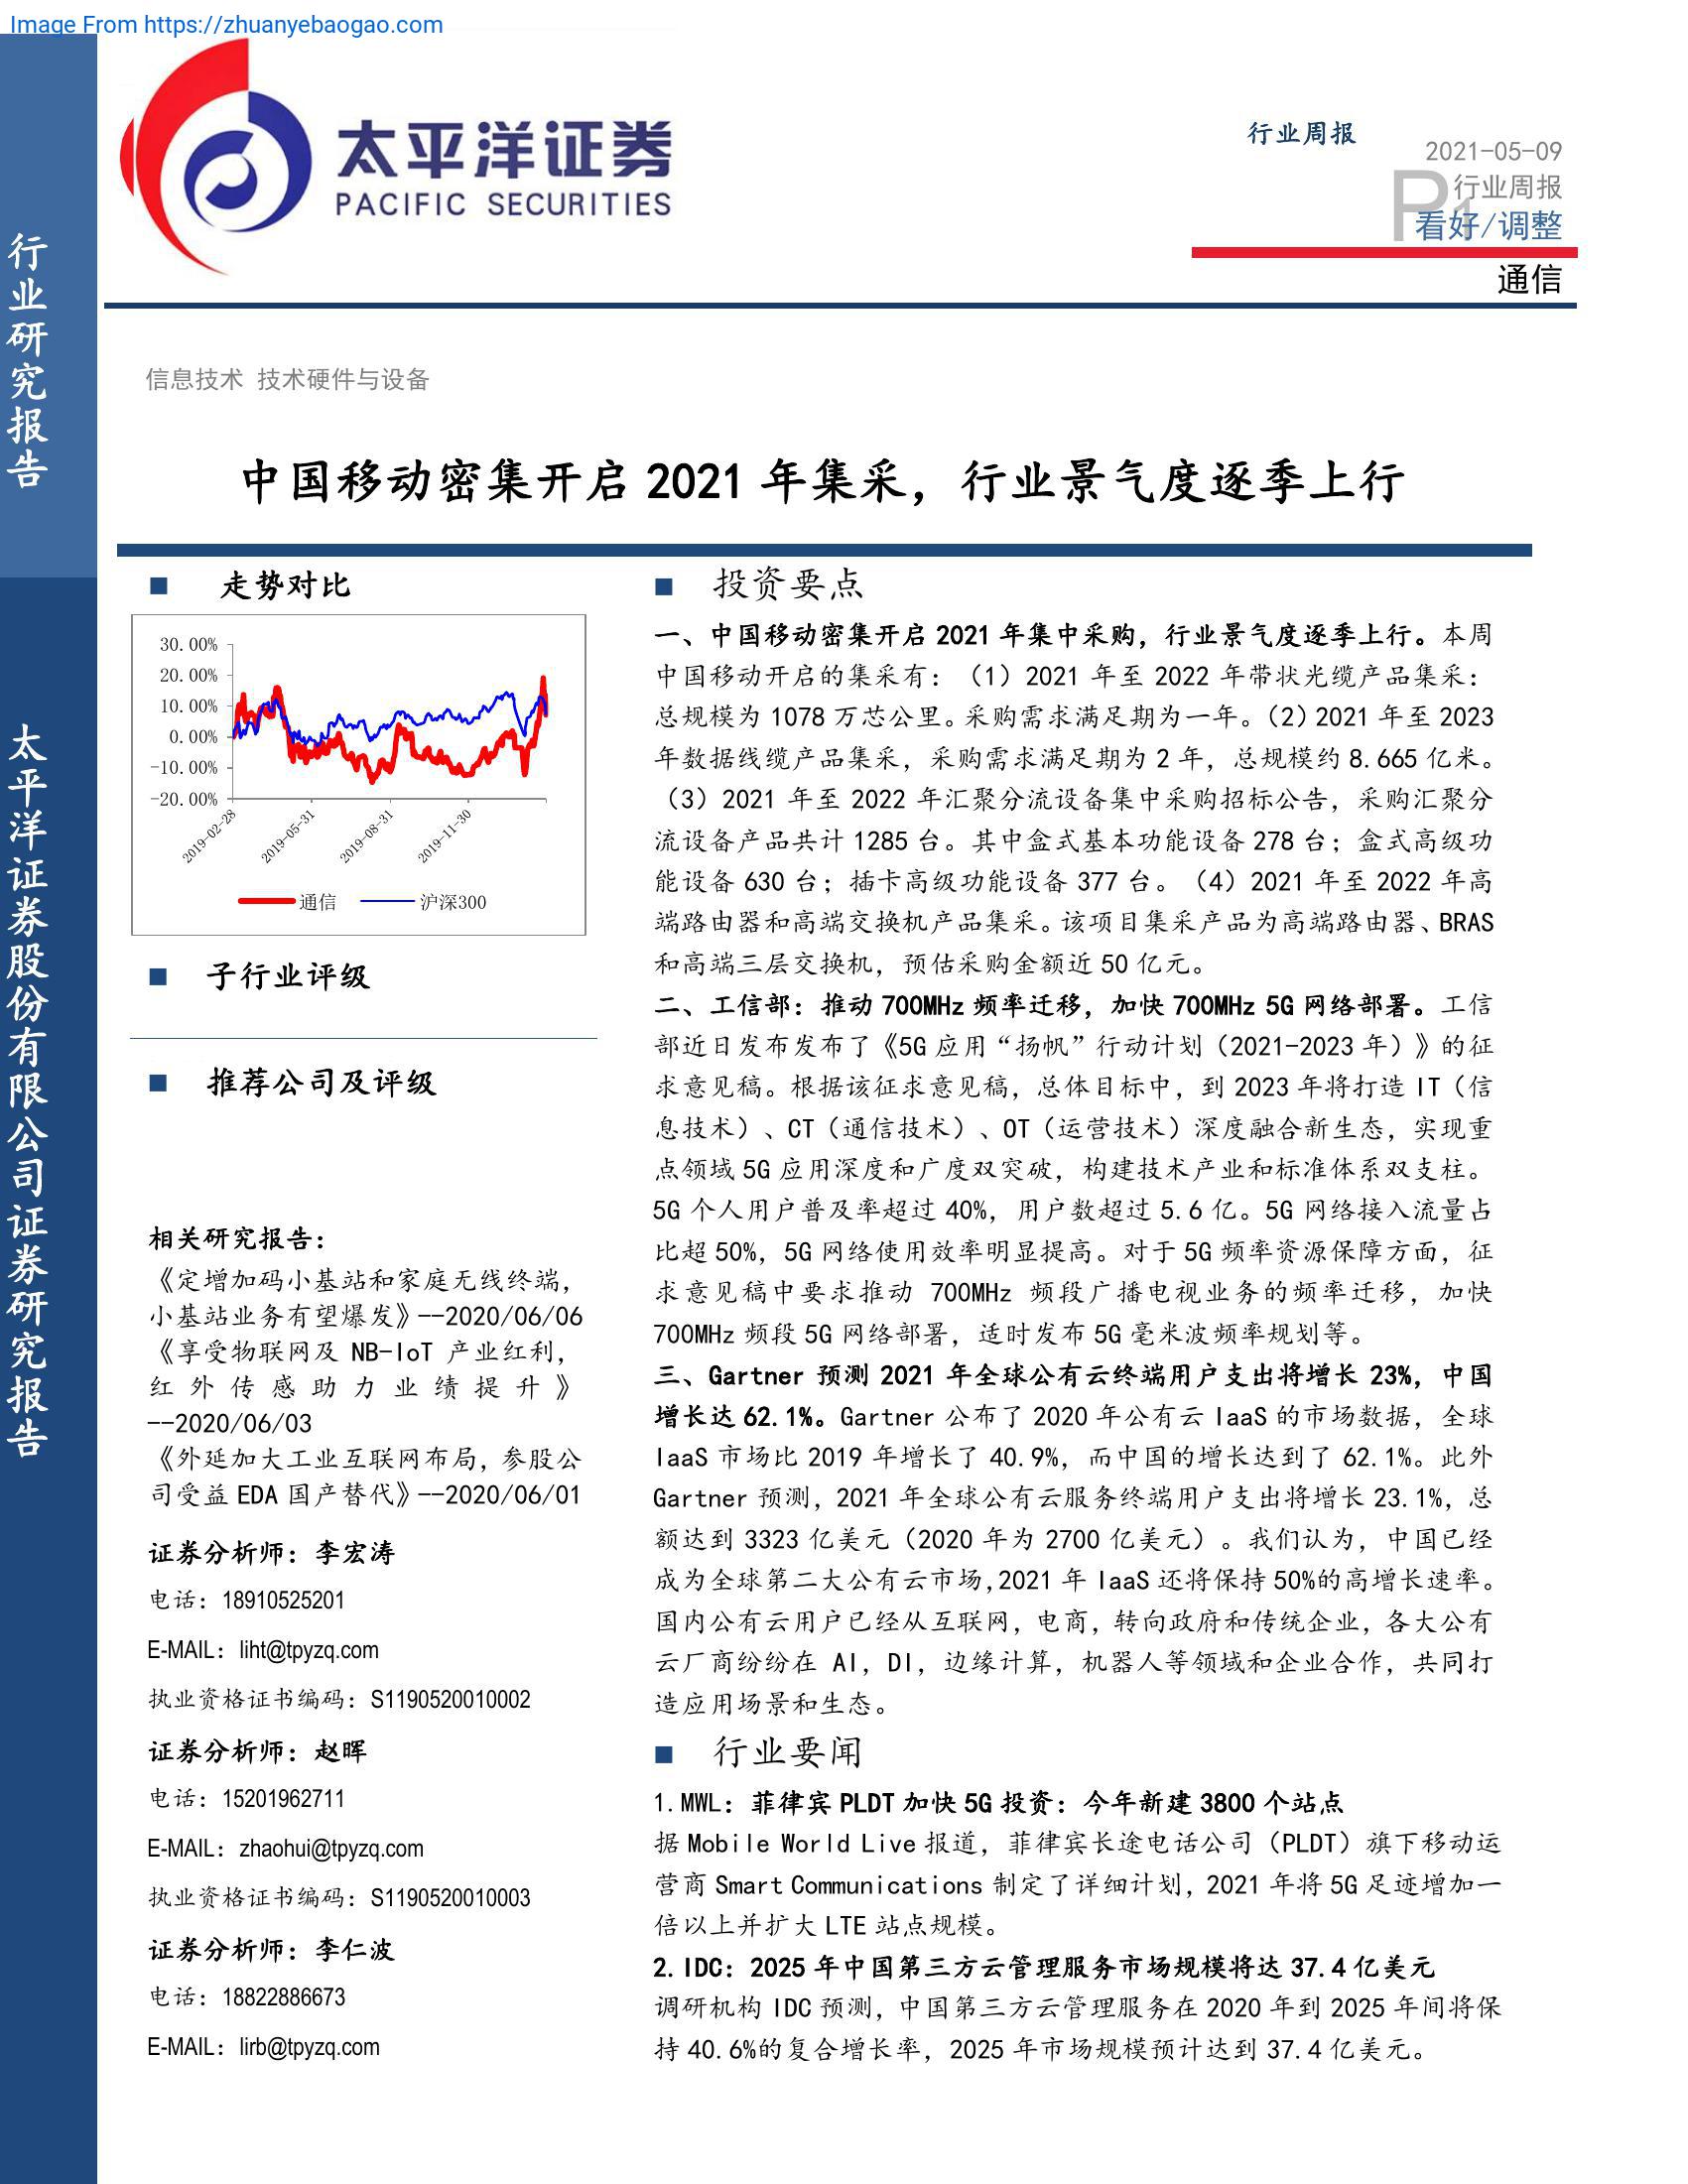 Image From https://zhuanyebaogao.com
太平洋证券
PACIFIC SECURITIES
行业周报
2021-05-09
行业周报
P1
看好/调整
通信
行业研究报告
太平洋证券股份有限公司证券研究报告
信息技术 技术硬件与设备
中国移动密集开启 2021 年集采，行业景气度逐季上行
■ 走势对比
30.00%
20.00%
10.00%
0.00%
-10.00%
-20.00%
2019-02-28
2019-05-31
2019-08-31
2019-11-30
通信 沪深300
■ 子行业评级
■ 推荐公司及评级
相关研究报告：
《定增加码小基站和家庭无线终端，
小基站业务有望爆发》--2020/06/06
《享受物联网及 NB-IoT 产业红利，
红外传感助力业绩提升》
--2020/06/03
《外延加大工业互联网布局，参股公
司受益 EDA 国产替代》--2020/06/01
证券分析师：李宏涛
电话：18910525201
E-MAIL：liht@tpyzq.com
执业资格证书编码：S1190520010002
证券分析师：赵晖
电话：15201962711
E-MAIL：zhaohui@tpyzq.com
执业资格证书编码：S1190520010003
证券分析师：李仁波
电话：18822886673
E-MAIL：lirb@tpyzq.com
■ 投资要点
一、中国移动密集开启 2021 年集中采购，行业景气度逐季上行。本周
中国移动开启的集采有：（1）2021 年至 2022 年带状光缆产品集采：
总规模为 1078 万芯公里。采购需求满足期为一年。（2）2021 年至 2023
年数据线缆产品集采，采购需求满足期为 2 年，总规模约 8.665 亿米。
（3）2021 年至 2022 年汇聚分流设备集中采购招标公告，采购汇聚分
流设备产品共计 1285 台。其中盒式基本功能设备 278 台；盒式高级功
能设备 630 台；插卡高级功能设备 377 台。（4）2021 年至 2022 年高
端路由器和高端交换机产品集采。该项目集采产品为高端路由器、BRAS
和高端三层交换机，预估采购金额近 50 亿元。
二、工信部：推动 700MHz 频率迁移，加快 700MHz 5G 网络部署。工信
部近日发布发布了《5G 应用“扬帆”行动计划（2021-2023 年）》的征
求意见稿。根据该征求意见稿，总体目标中，到 2023 年将打造 IT（信
息技术）、CT（通信技术）、OT（运营技术）深度融合新生态，实现重
点领域 5G 应用深度和广度双突破，构建技术产业和标准体系双支柱。
5G 个人用户普及率超过 40%，用户数超过 5.6 亿。5G 网络接入流量占
比超 50%，5G 网络使用效率明显提高。对于 5G 频率资源保障方面，征
求意见稿中要求推动 700MHz 频段广播电视业务的频率迁移，加快
700MHz 频段 5G 网络部署，适时发布 5G 毫米波频率规划等。
三、Gartner 预测 2021 年全球公有云终端用户支出将增长 23%，中国
增长达 62.1%。Gartner 公布了 2020 年公有云 IaaS 的市场数据，全球
IaaS 市场比 2019 年增长了 40.9%，而中国的增长达到了 62.1%。此外
Gartner 预测，2021 年全球公有云服务终端用户支出将增长 23.1%，总
额达到 3323 亿美元（2020 年为 2700 亿美元）。我们认为，中国已经
成为全球第二大公有云市场,2021 年 IaaS 还将保持 50%的高增长速率。
国内公有云用户已经从互联网，电商，转向政府和传统企业，各大公有
云厂商纷纷在 AI，DI，边缘计算，机器人等领域和企业合作，共同打
造应用场景和生态。
■ 行业要闻
1.MWL：菲律宾 PLDT 加快 5G 投资：今年新建 3800 个站点
据 Mobile World Live 报道，菲律宾长途电话公司（PLDT）旗下移动运
营商 Smart Communications 制定了详细计划，2021 年将 5G 足迹增加一
倍以上并扩大 LTE 站点规模。
2.IDC：2025 年中国第三方云管理服务市场规模将达 37.4 亿美元
调研机构 IDC 预测，中国第三方云管理服务在 2020 年到 2025 年间将保
持 40.6%的复合增长率，2025 年市场规模预计达到 37.4 亿美元。